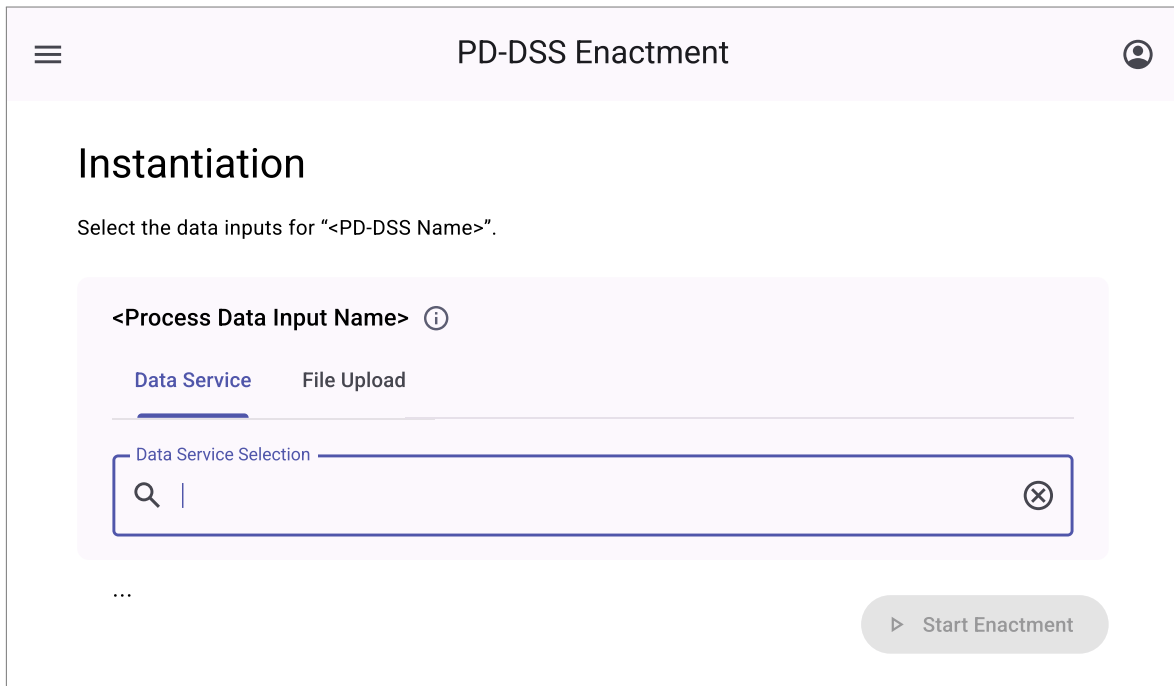 PD-DSS Enactment
Instantiation
Select the data inputs for “<PD-DSS Name>”.
<Process Data Input Name>
Data Service File Upload
Data Service Selection
...
Start Enactment